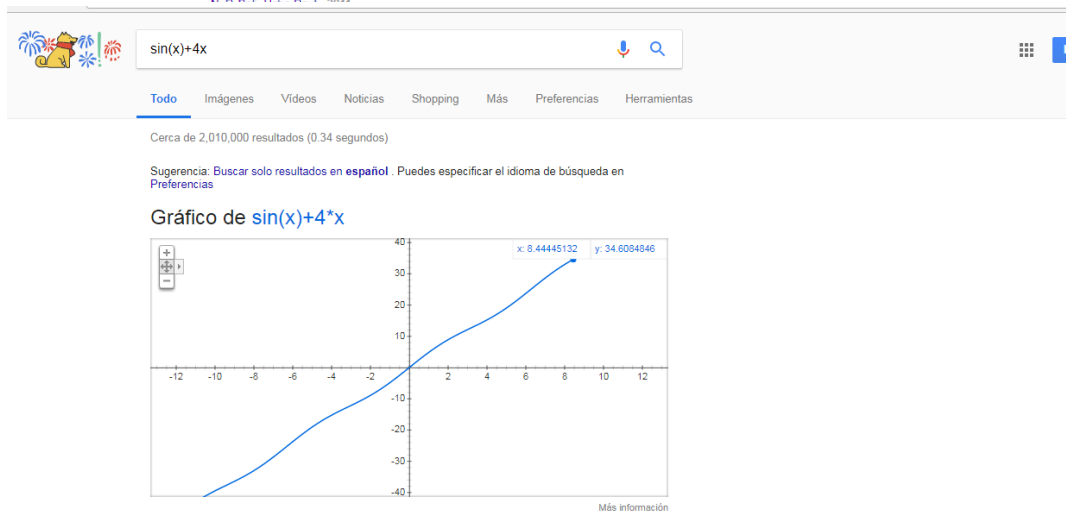 sin(x)+4x
Todo Imágenes Vídeos Noticias Shopping Más Preferencias Herramientas
Cerca de 2,010,000 resultados (0.34 segundos)
Sugerencia: Buscar solo resultados en español . Puedes especificar el idioma de búsqueda en
Preferencias
Gráfico de sin(x)+4*x
x: 8.44445132 y: 34.6084846
40
30
20
10
-12 -10 -8 -6 -4 -2 2 4 6 8 10 12
-10
-20
-30
-40
Más información